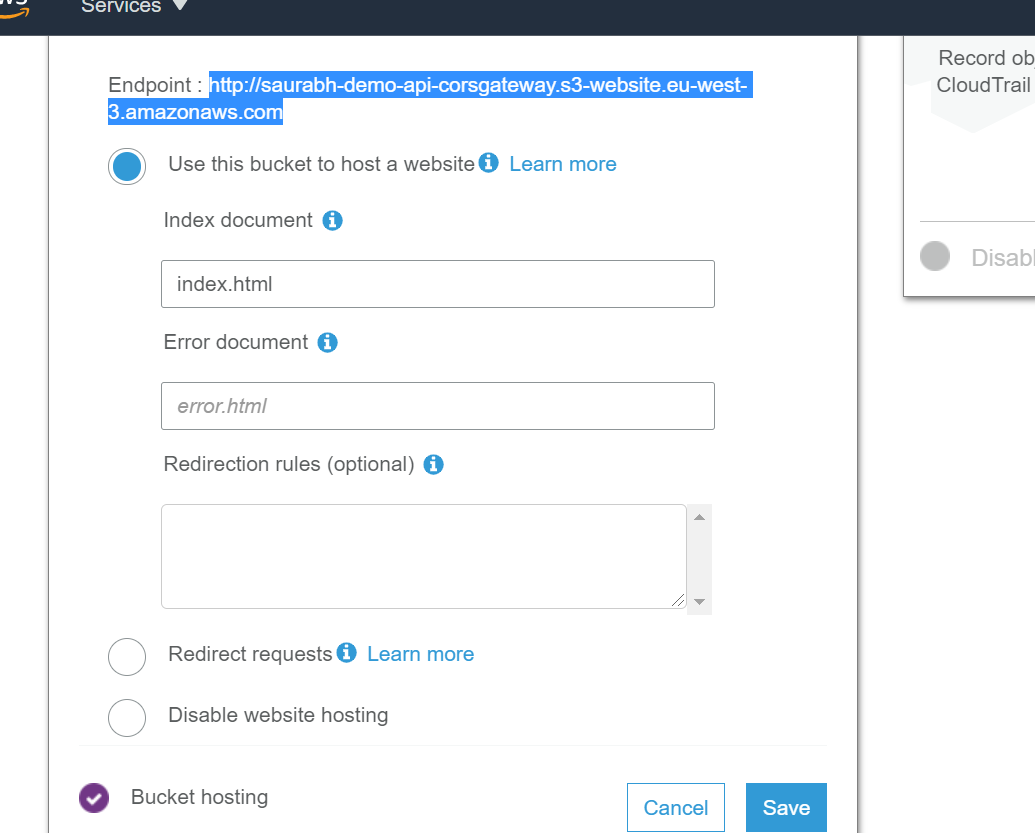 Services
Endpoint : http://saurabh-demo-api-corsgateway.s3-website.eu-west-
3.amazonaws.com
Use this bucket to host a website Learn more
Index document
index.html
Error document
error.html
Redirection rules (optional)
Redirect requests Learn more
Disable website hosting
Bucket hosting
Cancel
Save
Record ob
CloudTrail
Disabl